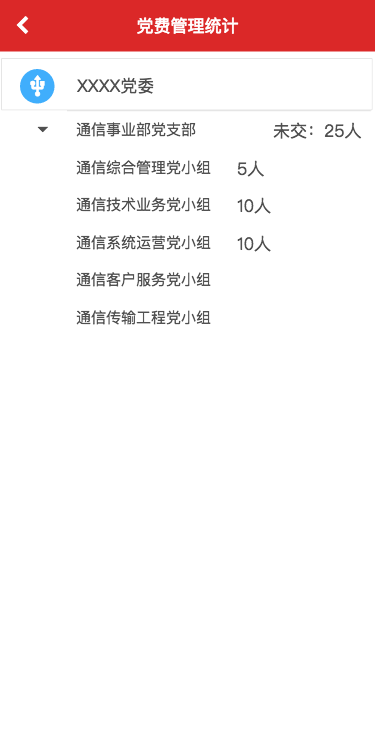 党费管理统计
XXXX党委
通信事业部党支部 未交：25人
通信综合管理党小组 5人
通信技术业务党小组 10人
通信系统运营党小组 10人
通信客户服务党小组
通信传输工程党小组